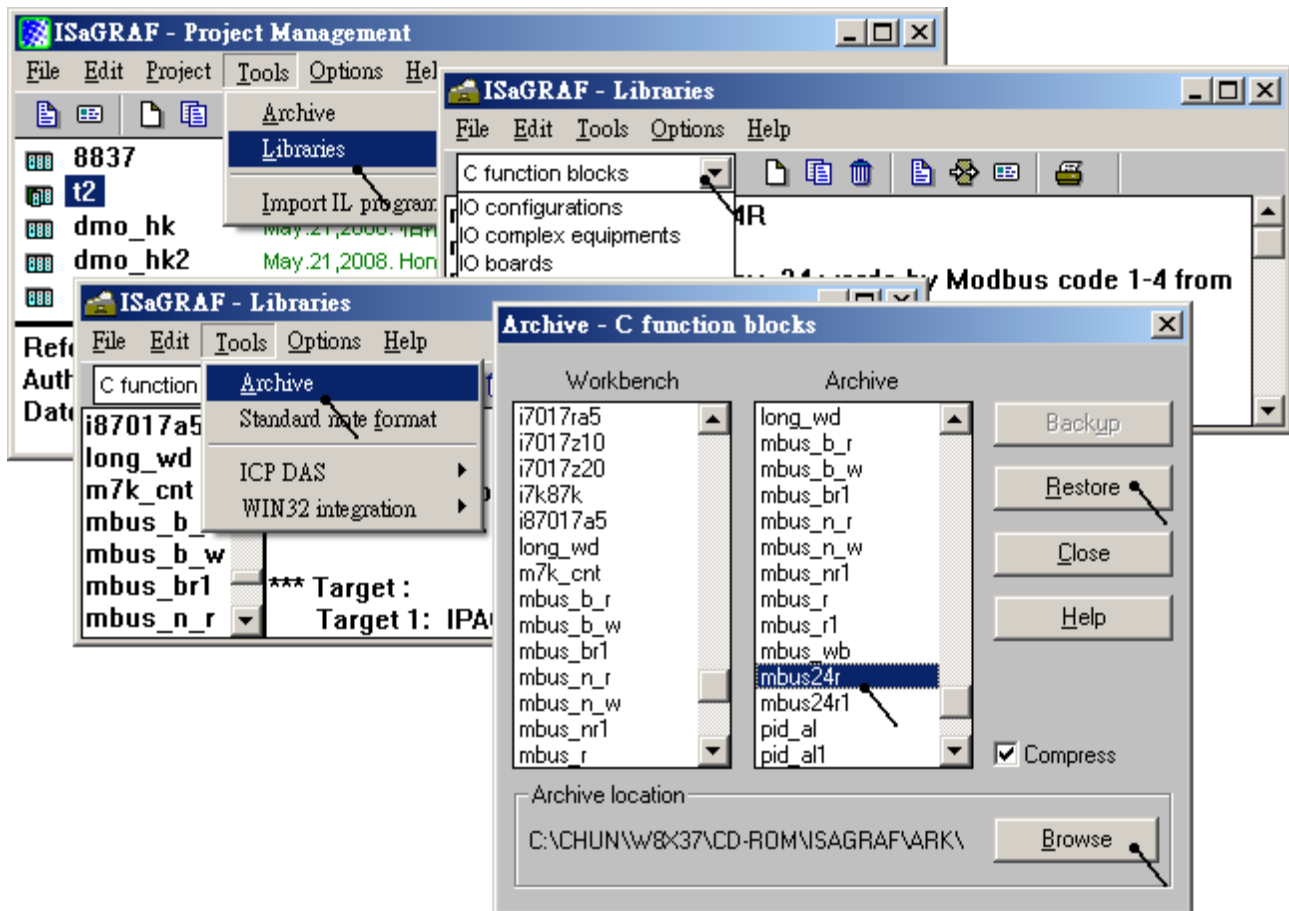 ISaGRAF - Project Management
File Edit Project Tools Options Hel
Archive
Libraries
Import IL program
8837
t2
dmo_hk
dmo_hk2 May.21,2008. Hon
Refe
Auth
Date
ISaGRAF - Libraries
File Edit Tools Options Help
C function blocks
IO configurations
IO complex equipments
IO boards
by Modbus code 1-4 from
ISaGRAF - Libraries
File Edit Tools Options Help
C function
Archive
Standard note format
ICP DAS
WIN32 integration
i87017a5
long_wd
m7k_cnt
mbus_b_
mbus_b_w
mbus_br1
mbus_n_r
*** Target :
Target 1: IPA
Archive - C function blocks
Workbench
i7017ra5
i7017z10
i7017z20
i7k87k
i87017a5
long_wd
m7k_cnt
mbus_b_r
mbus_b_w
mbus_br1
mbus_n_r
mbus_n_w
mbus_nr1
mbus_r
Archive
long_wd
mbus_b_r
mbus_b_w
mbus_br1
mbus_n_r
mbus_n_w
mbus_nr1
mbus_r
mbus_r1
mbus_wb
mbus24r
mbus24r1
pid_al
pid_al1
Backup
Restore
Close
Help
Compress
Archive location
C:\CHUN\W8X37\CD-ROM\ISAGRAF\ARK\
Browse